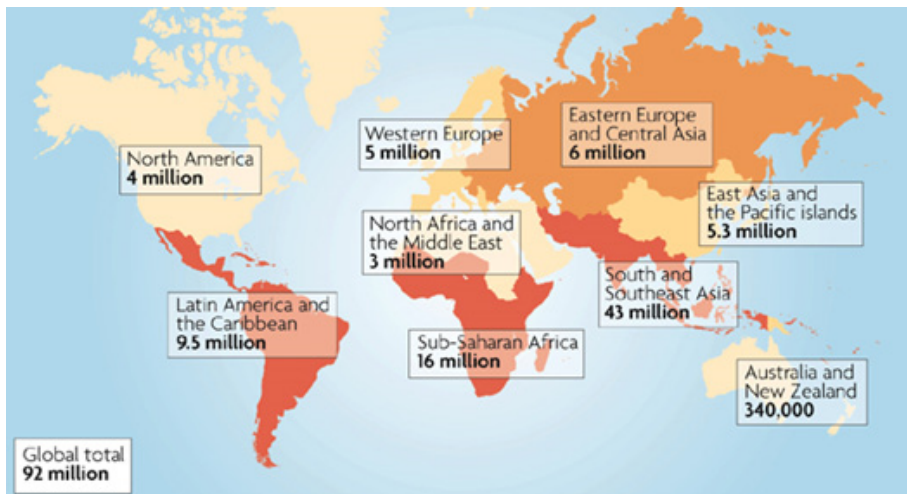 North America
4 million
Western Europe
5 million
Eastern Europe
and Central Asia
6 million
East Asia and
the Pacific islands
5.3 million
North Africa and
the Middle East
3 million
South and
Southeast Asia
43 million
Latin America and
the Caribbean
9.5 million
Sub-Saharan Africa
16 million
Australia and
New Zealand
340,000
Global total
92 million